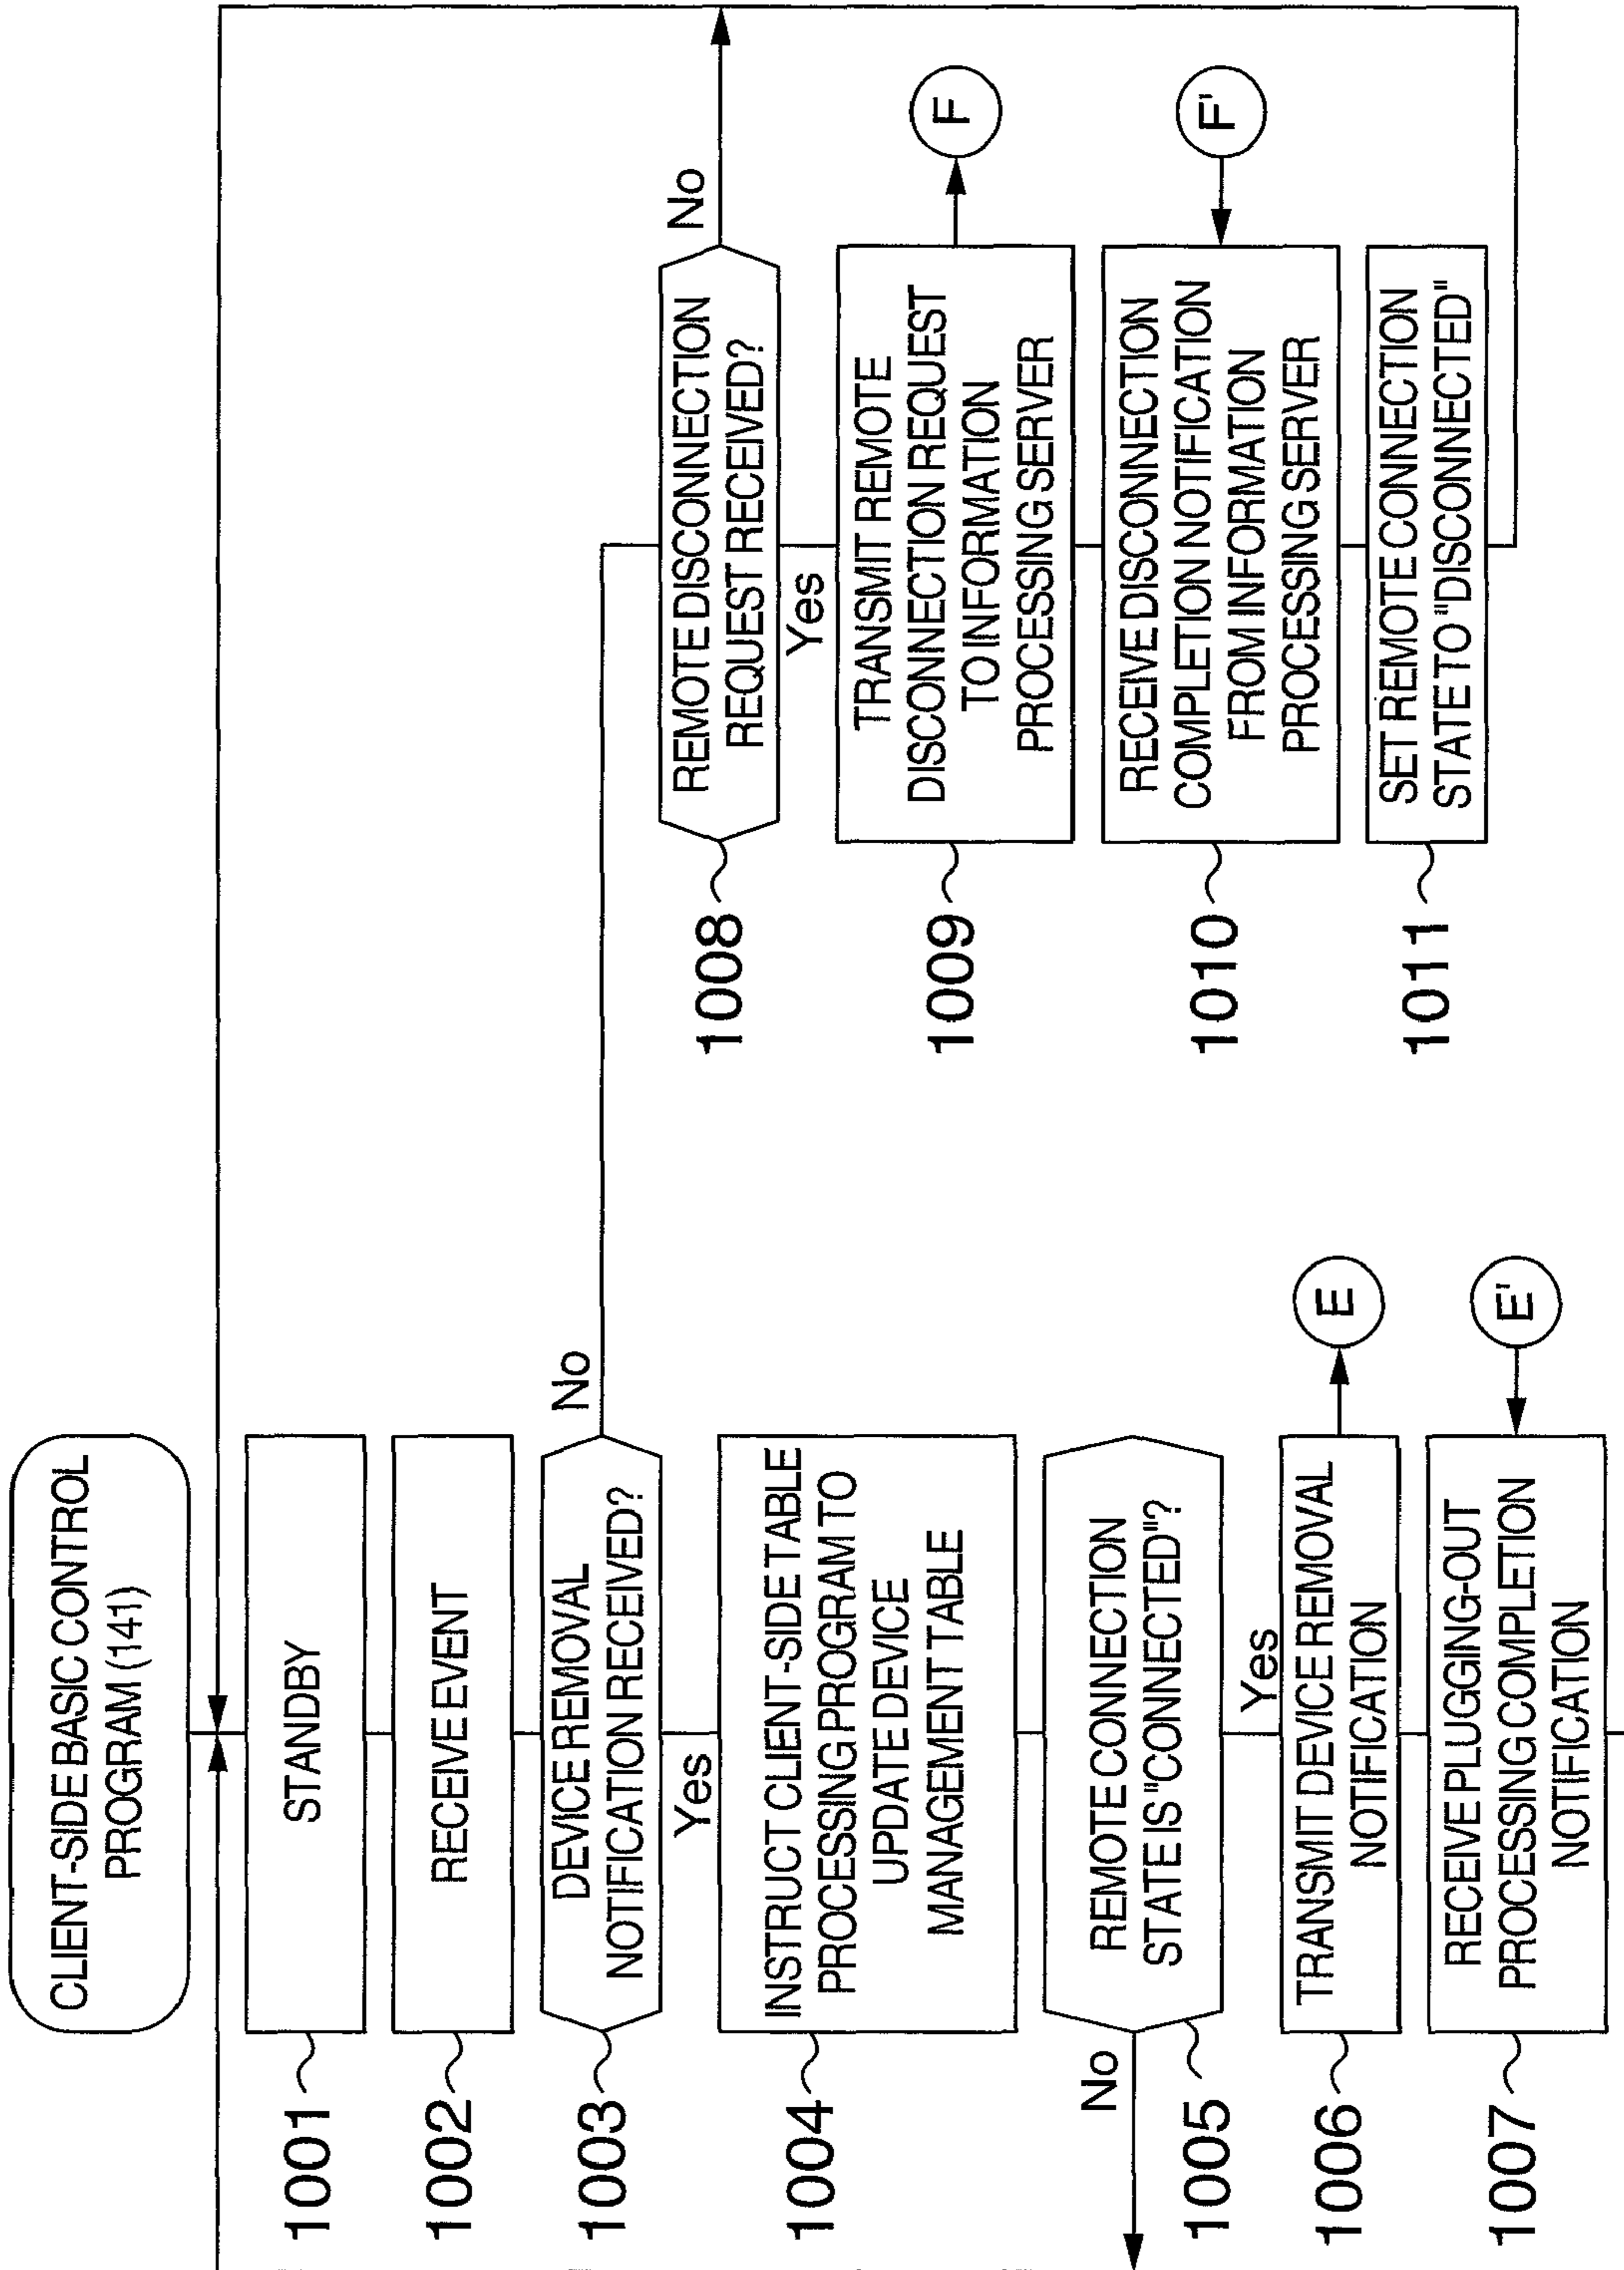 CLIENT-SIDE BASIC CONTROL
PROGRAM (141)
1001
STANDBY
1002
RECEIVE EVENT
1003
DEVICE REMOVAL
NOTIFICATION RECEIVED?
No
Yes
1004
INSTRUCT CLIENT-SIDE TABLE
PROCESSING PROGRAM TO
UPDATE DEVICE
MANAGEMENT TABLE
No
1005
REMOTE CONNECTION
STATE IS "CONNECTED"?
Yes
1006
TRANSMIT DEVICE REMOVAL
NOTIFICATION
E
1007
RECEIVE PLUGGING-OUT
PROCESSING COMPLETION
NOTIFICATION
E'
1008
REMOTE DISCONNECTION
REQUEST RECEIVED?
No
Yes
1009
TRANSMIT REMOTE
DISCONNECTION REQUEST
TO INFORMATION
PROCESSING SERVER
F
1010
RECEIVE DISCONNECTION
COMPLETION NOTIFICATION
FROM INFORMATION
PROCESSING SERVER
F'
1011
SET REMOTE CONNECTION
STATE TO "DISCONNECTED"